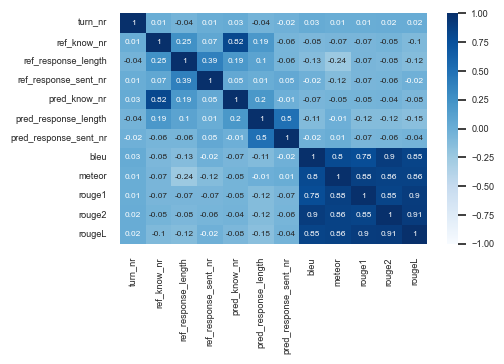 turn_nr 1 0.01 -0.04 0.01 0.03 -0.04 -0.02 0.03 0.01 0.01 0.02 0.02
ref_know_nr 0.01 1 0.25 0.07 0.82 0.19 -0.06 -0.08 -0.07 -0.07 -0.05 -0.1
ref_response_length -0.04 0.25 1 0.39 0.19 0.1 -0.06 -0.13 -0.24 -0.07 -0.08 -0.12
ref_response_sent_nr 0.01 0.07 0.39 1 0.05 0.01 0.05 -0.02 -0.12 -0.07 -0.06 -0.02
pred_know_nr 0.03 0.82 0.19 0.05 1 0.2 -0.01 -0.07 -0.05 -0.05 -0.04 -0.08
pred_response_length -0.04 0.19 0.1 0.01 0.2 1 0.5 -0.11 -0.01 -0.12 -0.12 -0.15
pred_response_sent_nr -0.02 -0.06 -0.06 0.05 -0.01 0.5 1 -0.02 0.01 -0.07 -0.06 -0.04
bleu 0.03 -0.08 -0.13 -0.02 -0.07 -0.11 -0.02 1 0.8 0.78 0.9 0.88
meteor 0.01 -0.07 -0.24 -0.12 -0.05 -0.01 0.01 0.8 1 0.88 0.86 0.86
rouge1 0.01 -0.07 -0.07 -0.07 -0.05 -0.12 -0.07 0.78 0.88 1 0.85 0.9
rouge2 0.02 -0.05 -0.08 -0.06 -0.04 -0.12 -0.06 0.9 0.86 0.85 1 0.91
rougeL 0.02 -0.1 -0.12 -0.02 -0.08 -0.15 -0.04 0.88 0.86 0.9 0.91 1
turn_nr
ref_know_nr
ref_response_length
ref_response_sent_nr
pred_know_nr
pred_response_length
pred_response_sent_nr
bleu
meteor
rouge1
rouge2
rougeL
1.00
0.75
0.50
0.25
0.00
−0.25
−0.50
−0.75
−1.00